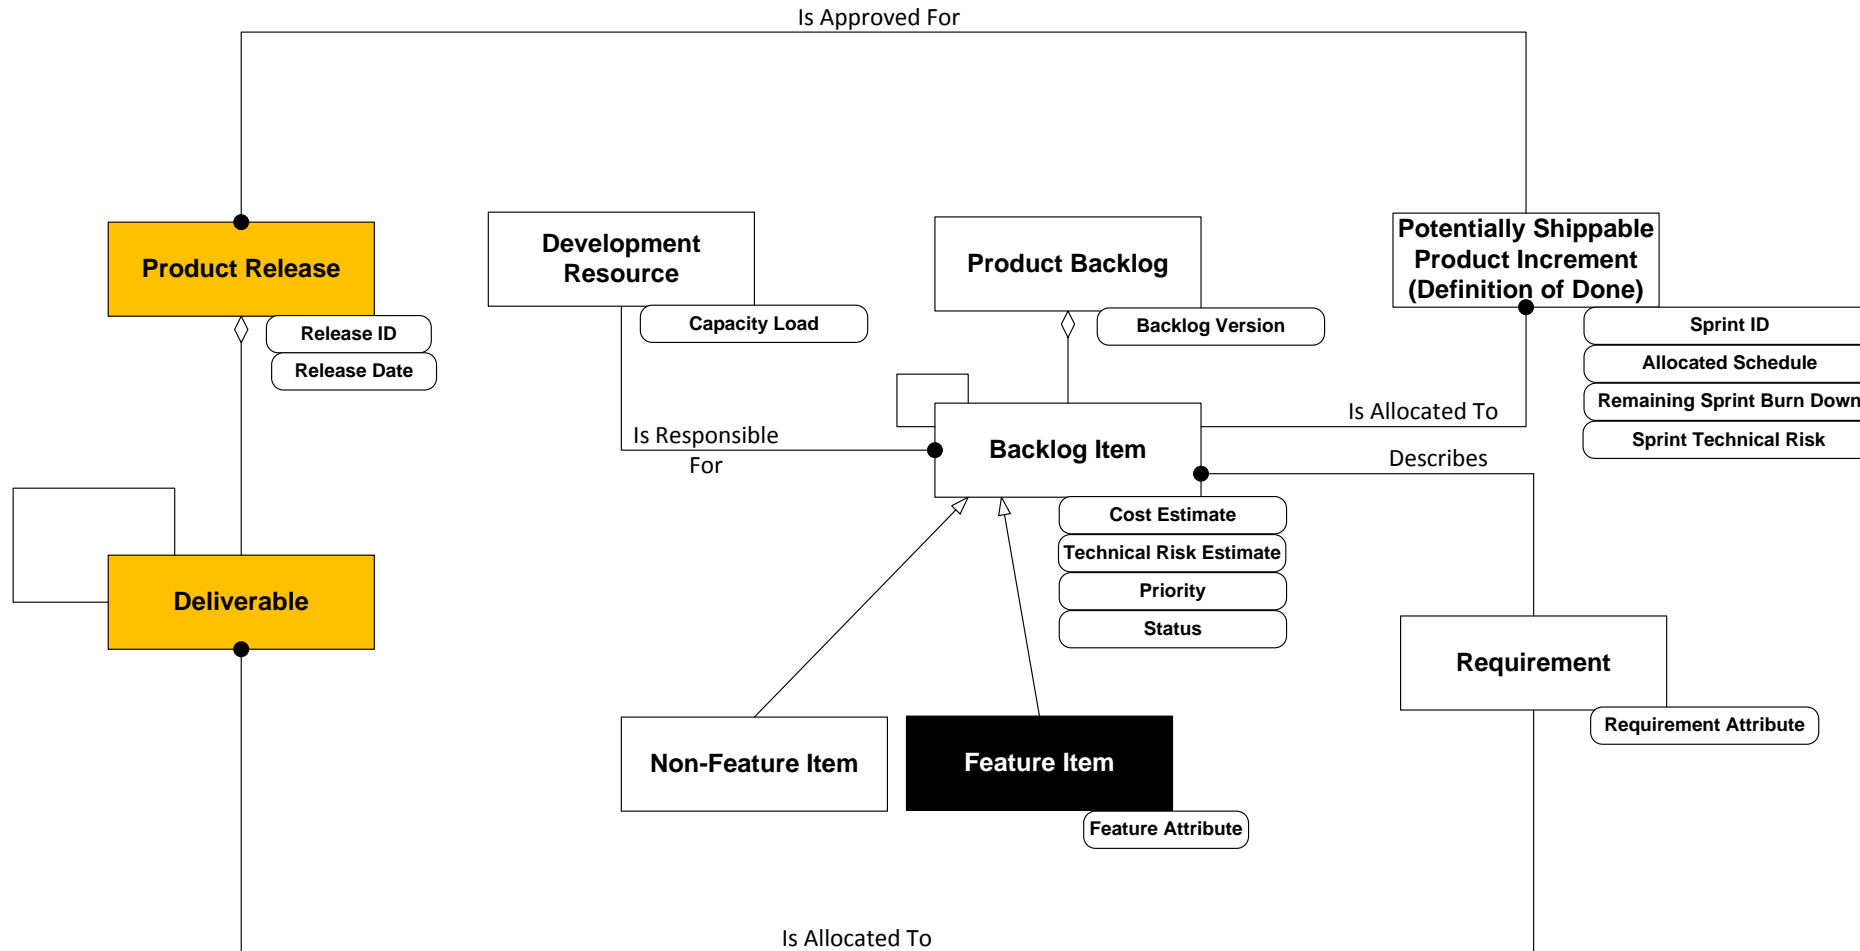 Is Approved For
Product Release
Release ID
Release Date
Development
Resource
Capacity Load
Product Backlog
Backlog Version
Potentially Shippable
Product Increment
(Definition of Done)
Sprint ID
Allocated Schedule
Remaining Sprint Burn Down
Sprint Technical Risk
Is Allocated To
Is Responsible
For
Backlog Item
Describes
Cost Estimate
Technical Risk Estimate
Priority
Status
Deliverable
Requirement
Requirement Attribute
Non-Feature Item
Feature Item
Feature Attribute
Is Allocated To